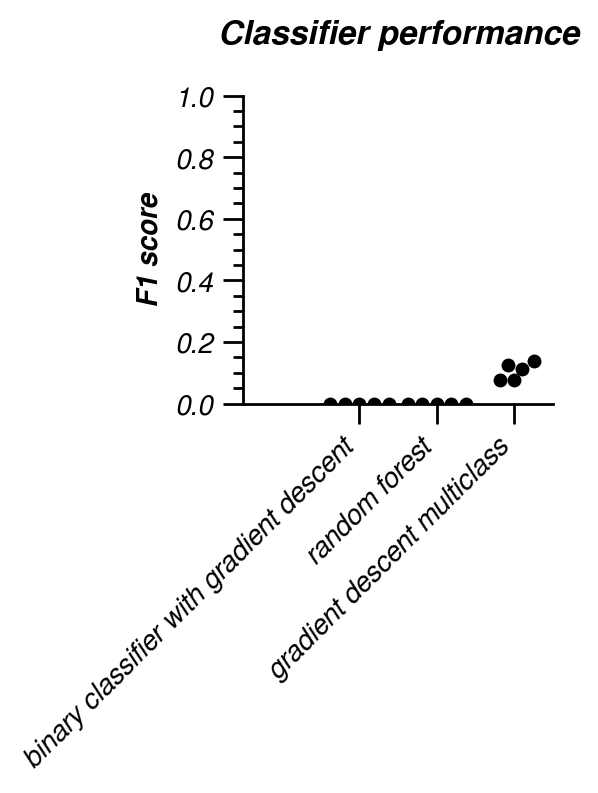 Classifier performance
F1 score
1.0
0.8
0.6
0.4
0.2
0.0
binary classifier with gradient descent
random forest
gradient descent multiclass